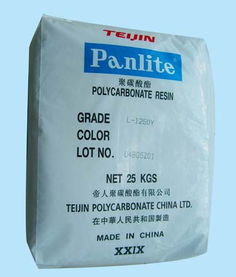 TEIJIN
Panlite
聚碳酸酯
POLYCARBONATE RESIN
GRADE L-1250Y
COLOR
LOT NO.
NET 25 KGS
帝人聚碳酸酯有限公司
TEIJIN POLYCARBONATE CHINA LTD.
在中華人民共和国製造
MADE IN CHINA
XXIX